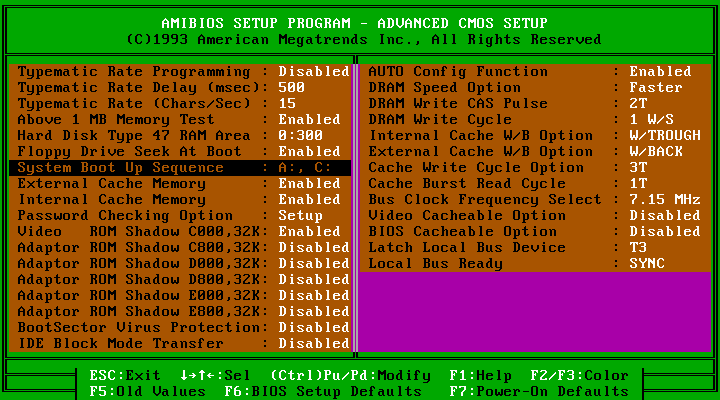 AMIBIOS SETUP PROGRAM - ADVANCED CMOS SETUP
(C)1993 American Megatrends Inc., All Rights Reserved
Typematic Rate Programming : Disabled
Typematic Rate Delay (msec): 500
Typematic Rate (Chars/Sec) : 15
Above 1 MB Memory Test : Enabled
Hard Disk Type 47 RAM Area : 0:300
Floppy Drive Seek At Boot : Enabled
System Boot Up Sequence : A:, C:
External Cache Memory : Enabled
Internal Cache Memory : Enabled
Password Checking Option : Setup
Video ROM Shadow C000,32K: Enabled
Adaptor ROM Shadow C800,32K: Disabled
Adaptor ROM Shadow D000,32K: Disabled
Adaptor ROM Shadow D800,32K: Disabled
Adaptor ROM Shadow E000,32K: Disabled
Adaptor ROM Shadow E800,32K: Disabled
BootSector Virus Protection: Disabled
IDE Block Mode Transfer : Disabled
AUTO Config Function : Enabled
DRAM Speed Option : Faster
DRAM Write CAS Pulse : 2T
DRAM Write Cycle : 1 W/S
Internal Cache W/B Option : W/TROUGH
External Cache W/B Option : W/BACK
Cache Write Cycle Option : 3T
Cache Burst Read Cycle : 1T
Bus Clock Frequency Select : 7.15 MHz
Video Cacheable Option : Disabled
BIOS Cacheable Option : Disabled
Latch Local Bus Device : T3
Local Bus Ready : SYNC
ESC:Exit ↓→↑←:Sel (Ctrl)Pu/Pd:Modify F1:Help F2/F3:Color
F5:Old Values F6:BIOS Setup Defaults F7:Power-On Defaults